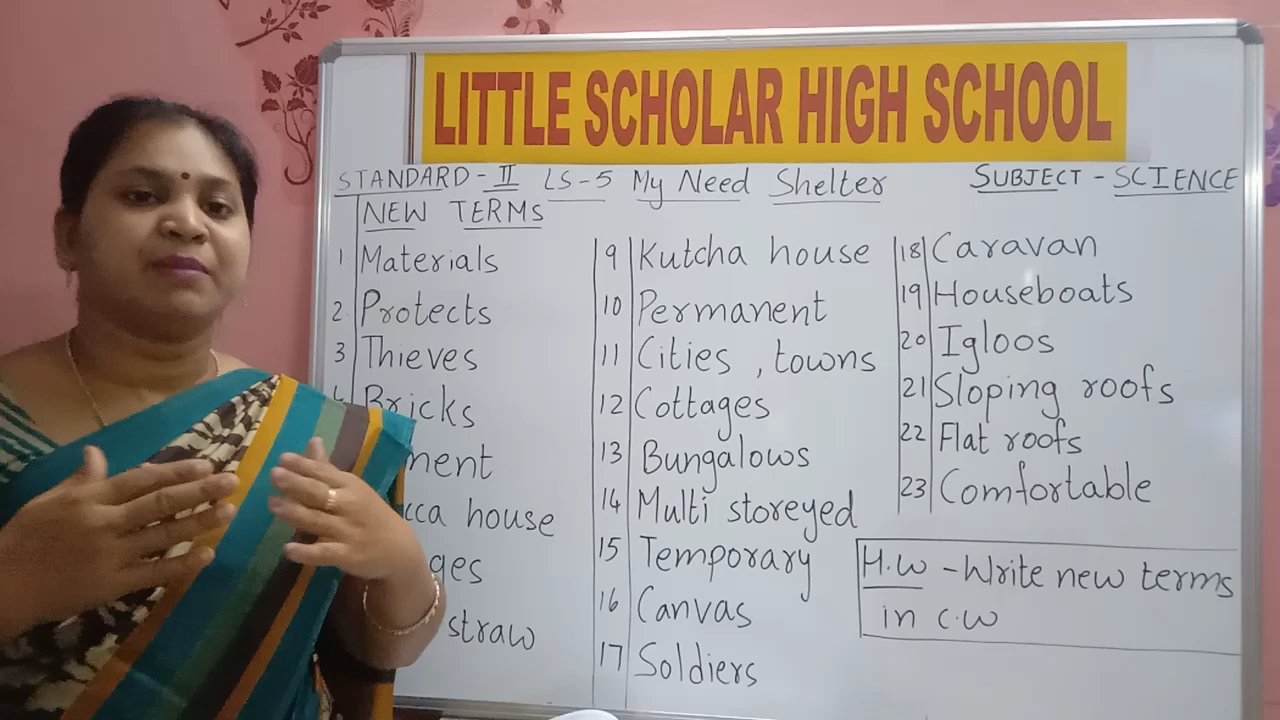 LITTLE SCHOLAR HIGH SCHOOL
STANDARD - II LS-5 My Need Shelter SUBJECT - SCIENCE
NEW TERMS
1 Materials
2 Protects
3 Thieves
Bricks
house
straw
9 Kutcha house
10 Permanent
11 Cities , towns
12 Cottages
13 Bungalows
14 Multi storeyed
15 Temporary
16 Canvas
17 Soldiers
18 Caravan
19 Houseboats
20 Igloos
21 Sloping roofs
22 Flat roofs
23 Comfortable
H.W - Write new terms
in C.W